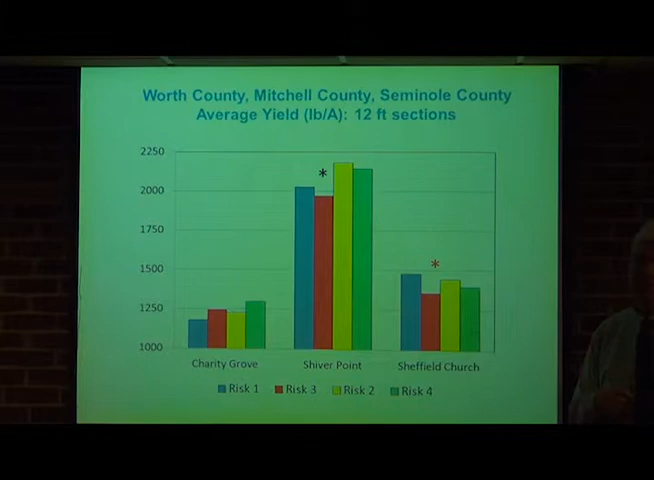 Worth County, Mitchell County, Seminole County
Average Yield (lb/A): 12 ft sections
2250
2000
1750
1500
1250
1000
*
*
Charity Grove Shiver Point Sheffield Church
Risk 1 Risk 3 Risk 2 Risk 4